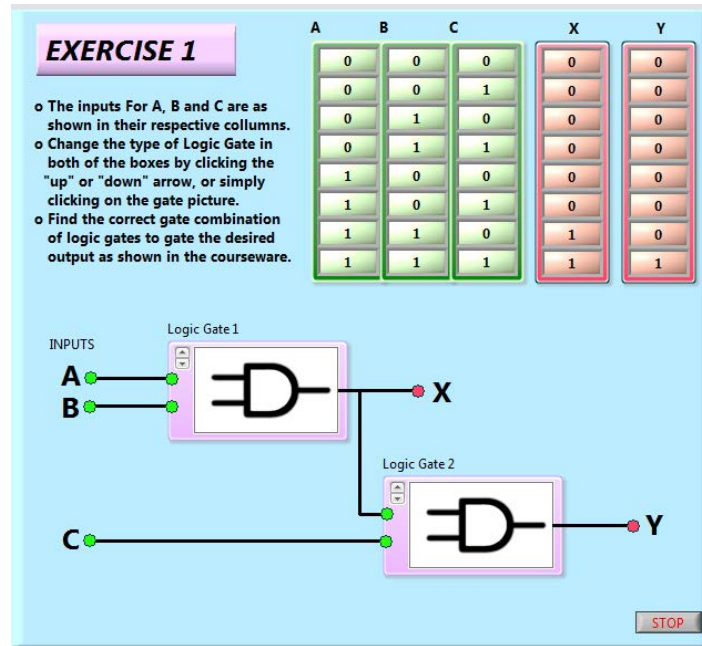 EXERCISE 1
o The inputs For A, B and C are as
shown in their respective collumns.
o Change the type of Logic Gate in
both of the boxes by clicking the
"up" or "down" arrow, or simply
clicking on the gate picture.
o Find the correct gate combination
of logic gates to gate the desired
output as shown in the courseware.
A B C X Y
0 0 0 0 0
0 0 1 0 0
0 1 0 0 0
0 1 1 0 0
1 0 0 0 0
1 0 1 0 0
1 1 0 1 0
1 1 1 1 1
Logic Gate 1
INPUTS
A
X
B
Logic Gate 2
Y
C
STOP